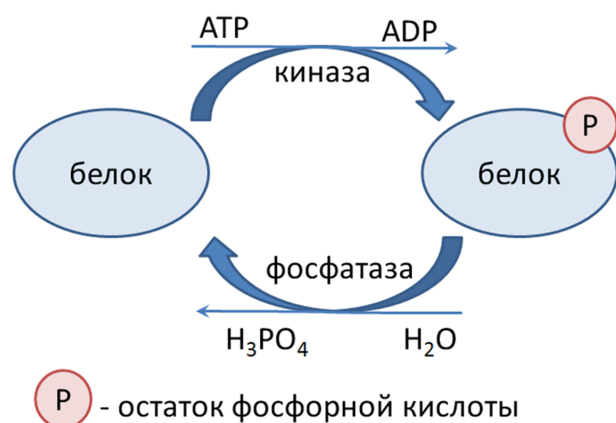 ATP ADP
киназа
P
белок белок
фосфатаза
H₃PO₄ H₂O
P - остаток фосфорной кислоты